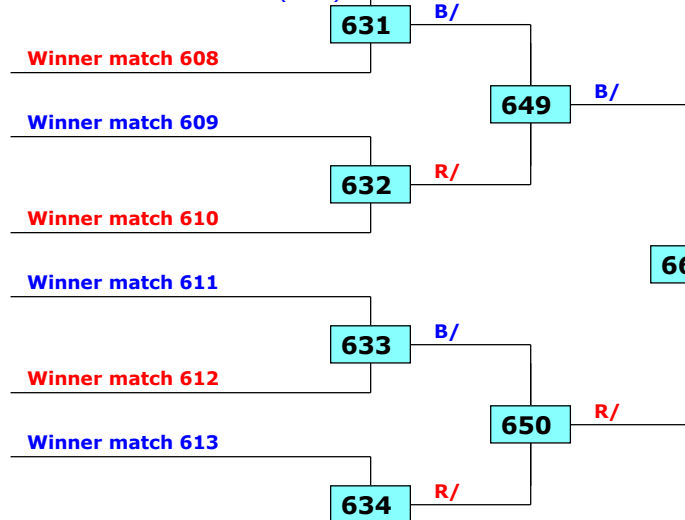 631 B/
Winner match 608
649 B/
Winner match 609
632 R/
Winner match 610
Winner match 611
633 B/
Winner match 612
650 R/
Winner match 613
634 R/